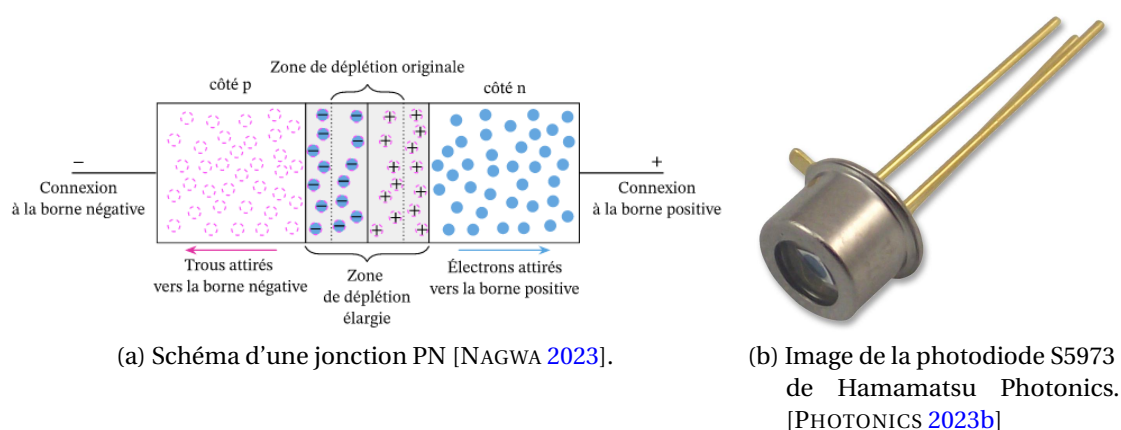 Zone de déplétion originale
côté p
côté n
−
+
Connexion
à la borne négative
Connexion
à la borne positive
Trous attirés
vers la borne négative
Zone
de déplétion
élargie
Électrons attirés
vers la borne positive
(a) Schéma d'une jonction PN [NAGWA 2023].
(b) Image de la photodiode S5973
de Hamamatsu Photonics.
[PHOTONICS 2023b]